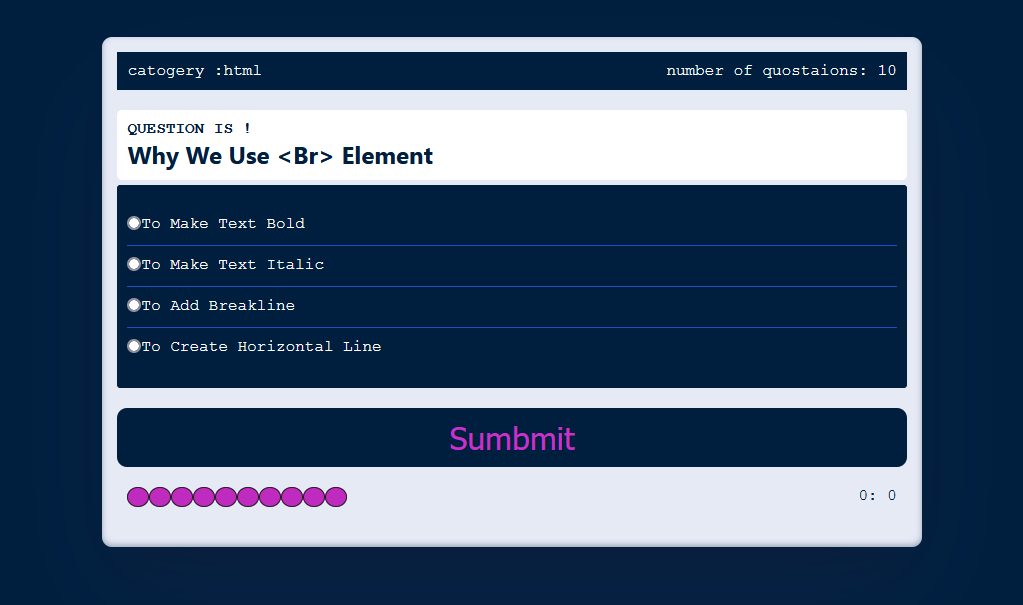 catogery :html
number of quostaions: 10
QUESTION IS !
Why We Use <Br> Element
To Make Text Bold
To Make Text Italic
To Add Breakline
To Create Horizontal Line
Sumbmit
0: 0